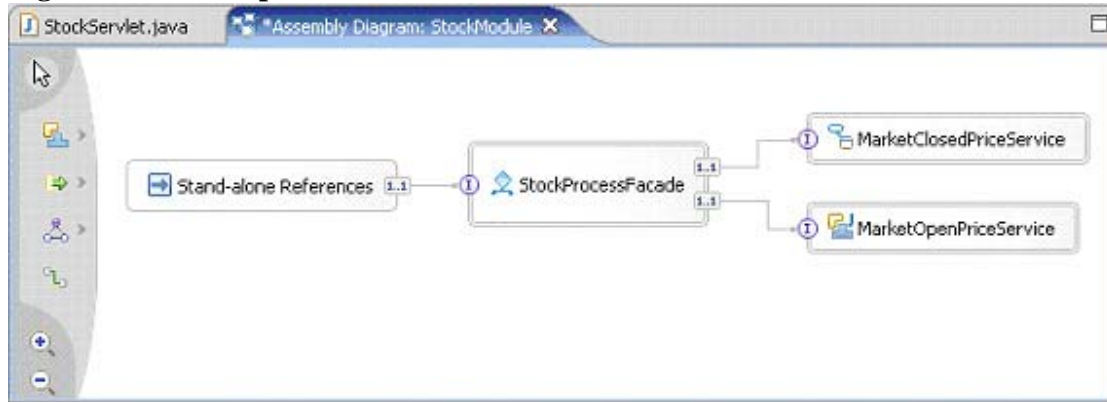 StockServlet.java
*Assembly Diagram: StockModule
MarketClosedPriceService
Stand-alone References 1..1
StockProcessFacade 1..1
1..1
MarketOpenPriceService